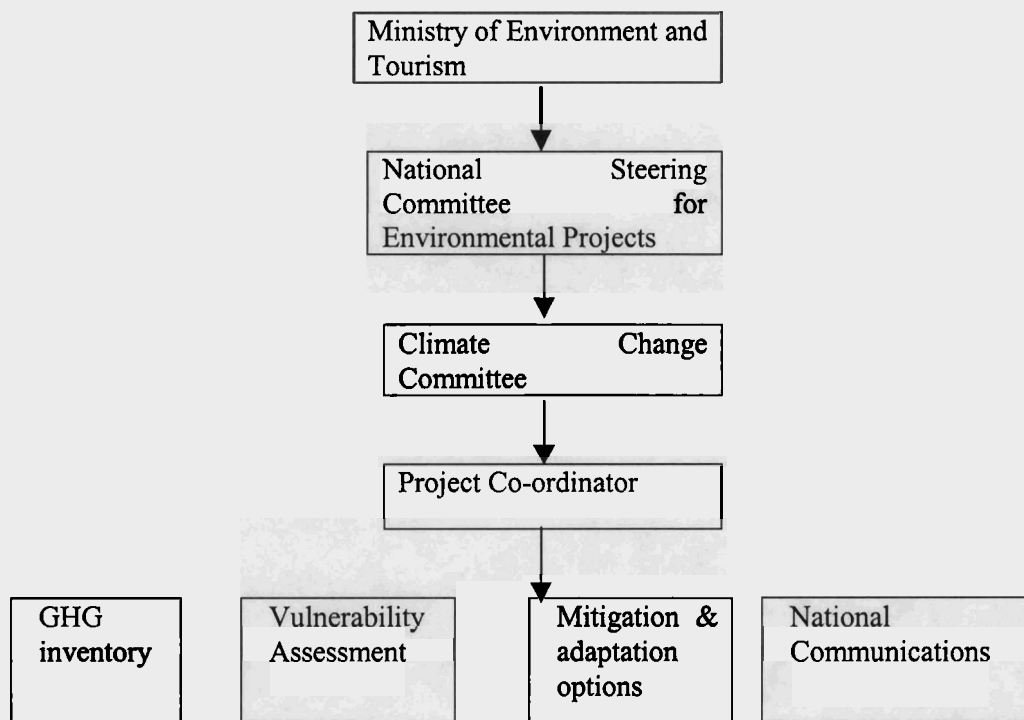 Ministry of Environment and
Tourism
National Steering
Committee for
Environmental Projects
Climate Change
Committee
Project Co-ordinator
GHG
inventory
Vulnerability
Assessment
Mitigation &
adaptation
options
National
Communications